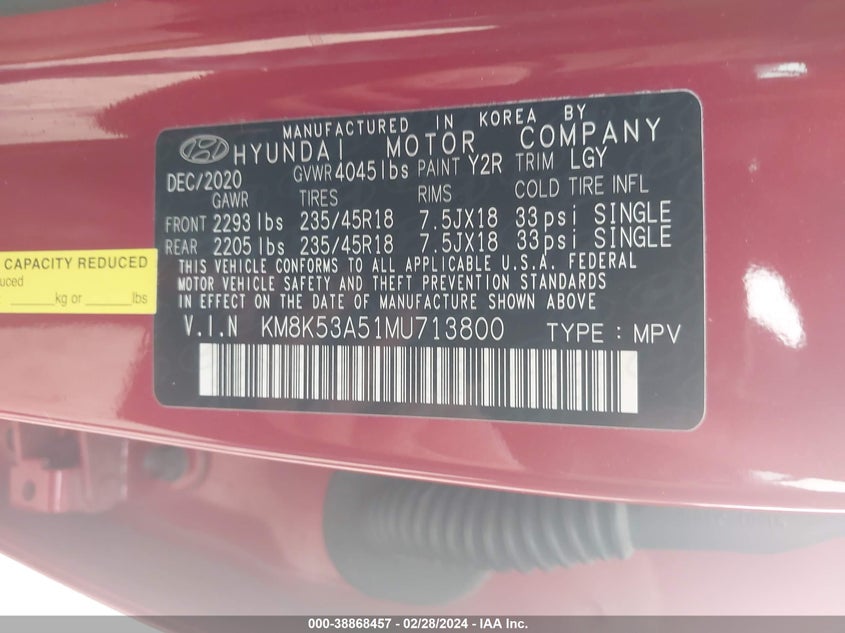 MANUFACTURED IN KOREA BY
HYUNDAI MOTOR COMPANY
DEC/2020 GVWR 4045 lbs PAINT Y2R TRIM LGY
GAWR TIRES RIMS COLD TIRE INFL
FRONT 2293 lbs 235/45R18 7.5JX18 33 psi SINGLE
REAR 2205 lbs 235/45R18 7.5JX18 33 psi SINGLE
THIS VEHICLE CONFORMS TO ALL APPLICABLE U.S.A. FEDERAL
MOTOR VEHICLE SAFETY AND THEFT PREVENTION STANDARDS
IN EFFECT ON THE DATE OF MANUFACTURE SHOWN ABOVE
V.I.N KM8K53A51MU713800 TYPE : MPV
CAPACITY REDUCED
kg or lbs
000-38868457 - 02/28/2024 - IAA Inc.